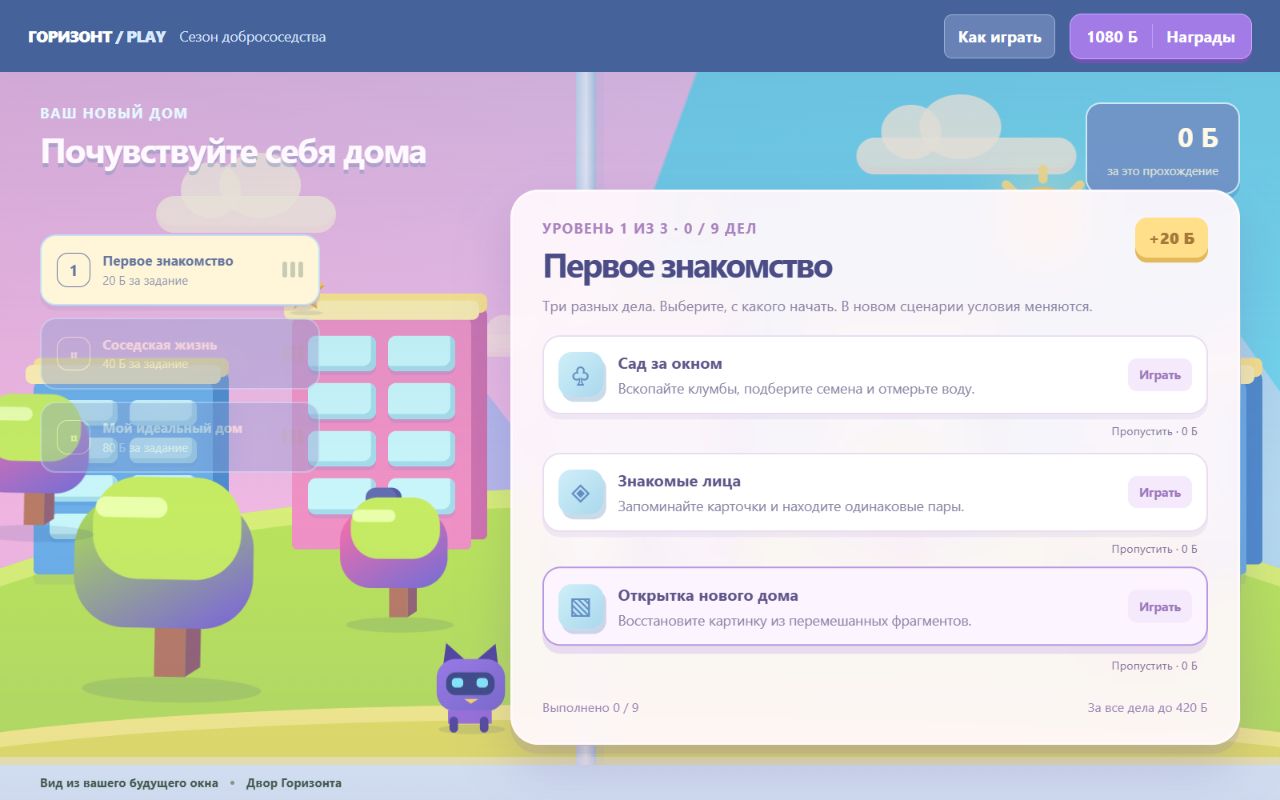 ГОРИЗОНТ / PLAY Сезон добрососедства
Как играть
1080 Б Награды
ВАШ НОВЫЙ ДОМ
Почувствуйте себя дома
0 Б
за это прохождение
1
Первое знакомство
20 Б за задание
Соседская жизнь
40 Б за задание
Мой идеальный дом
80 Б за задание
УРОВЕНЬ 1 ИЗ 3 · 0 / 9 ДЕЛ
+20 Б
Первое знакомство
Три разных дела. Выберите, с какого начать. В новом сценарии условия меняются.
Сад за окном
Вскопайте клумбы, подберите семена и отмерьте воду.
Играть
Пропустить · 0 Б
Знакомые лица
Запоминайте карточки и находите одинаковые пары.
Играть
Пропустить · 0 Б
Открытка нового дома
Восстановите картинку из перемешанных фрагментов.
Играть
Пропустить · 0 Б
Выполнено 0 / 9
За все дела до 420 Б
Вид из вашего будущего окна • Двор Горизонта